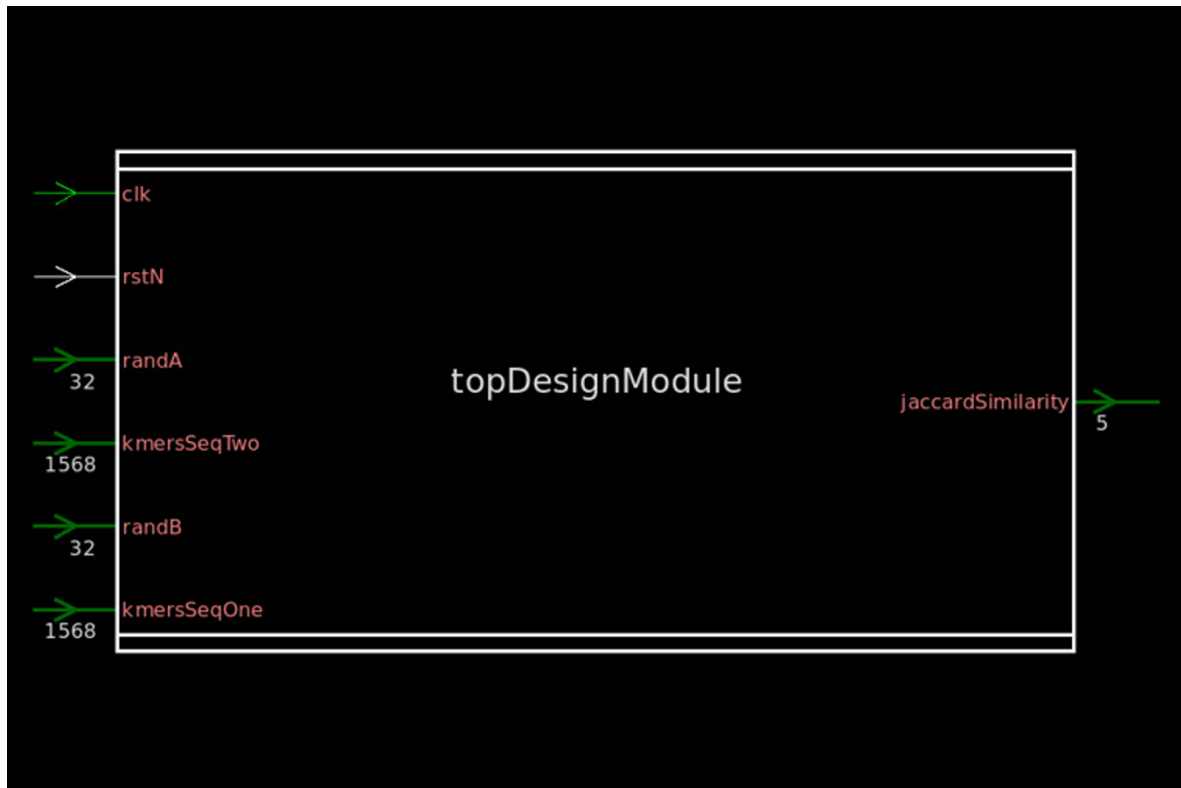 clk
rstN
randA
32
topDesignModule
jaccardSimilarity
5
kmersSeqTwo
1568
randB
32
kmersSeqOne
1568